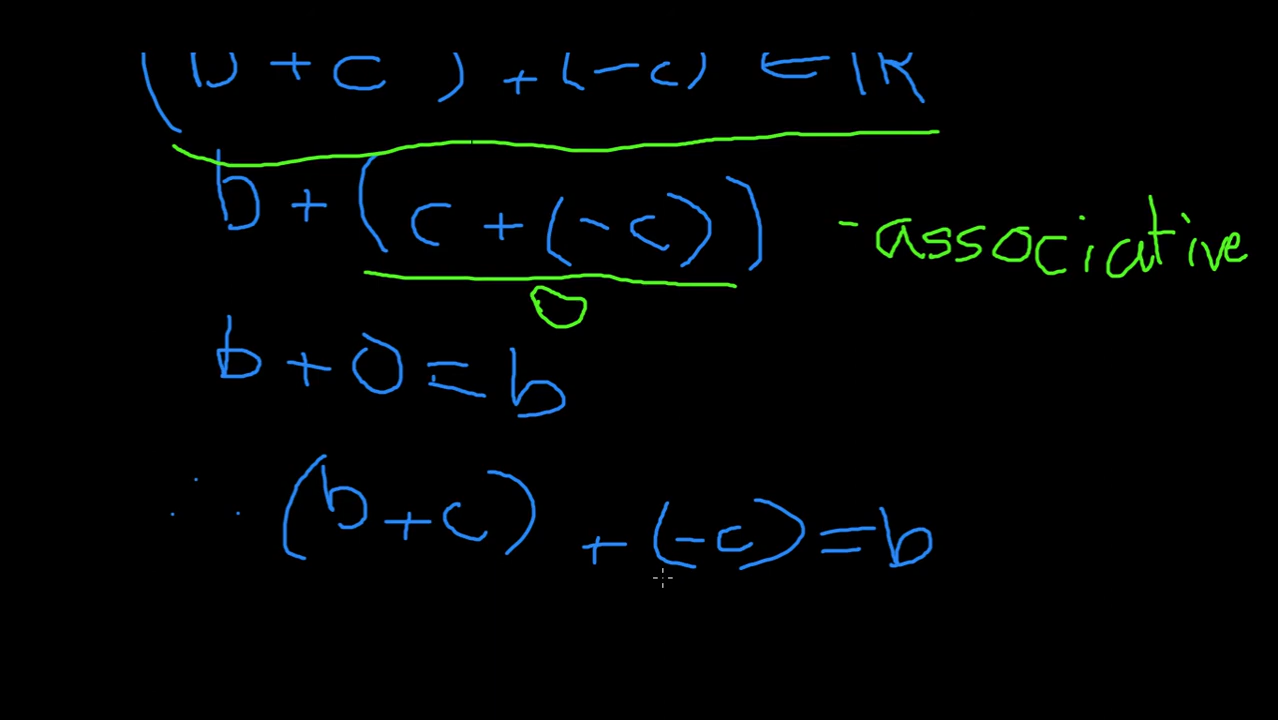 (b + c) + (-c) ∈ ℝ
b + (c + (-c)) - associative
0
b + 0 = b
∴ (b + c) + (-c) = b